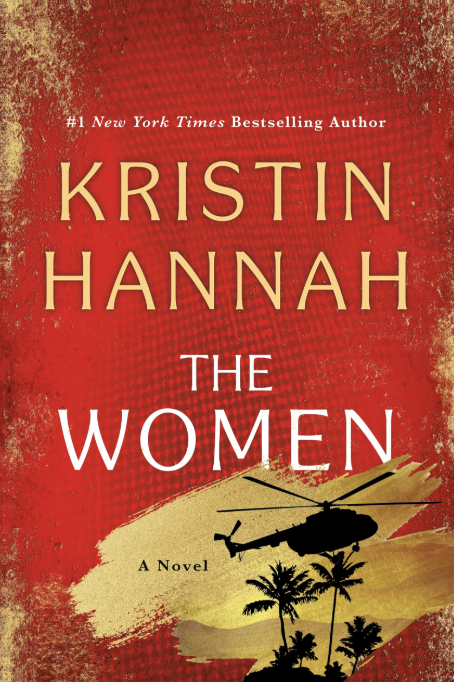 #1 New York Times Bestselling Author
KRISTIN
HANNAH
THE
WOMEN
A Novel